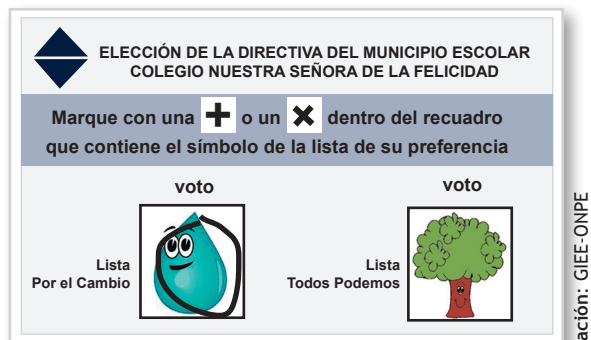 ELECCIÓN DE LA DIRECTIVA DEL MUNICIPIO ESCOLAR
COLEGIO NUESTRA SEÑORA DE LA FELICIDAD
Marque con una + o un × dentro del recuadro
que contiene el símbolo de la lista de su preferencia
voto
Lista
Por el Cambio
voto
Lista
Todos Podemos
ación: GIEE-ONPE